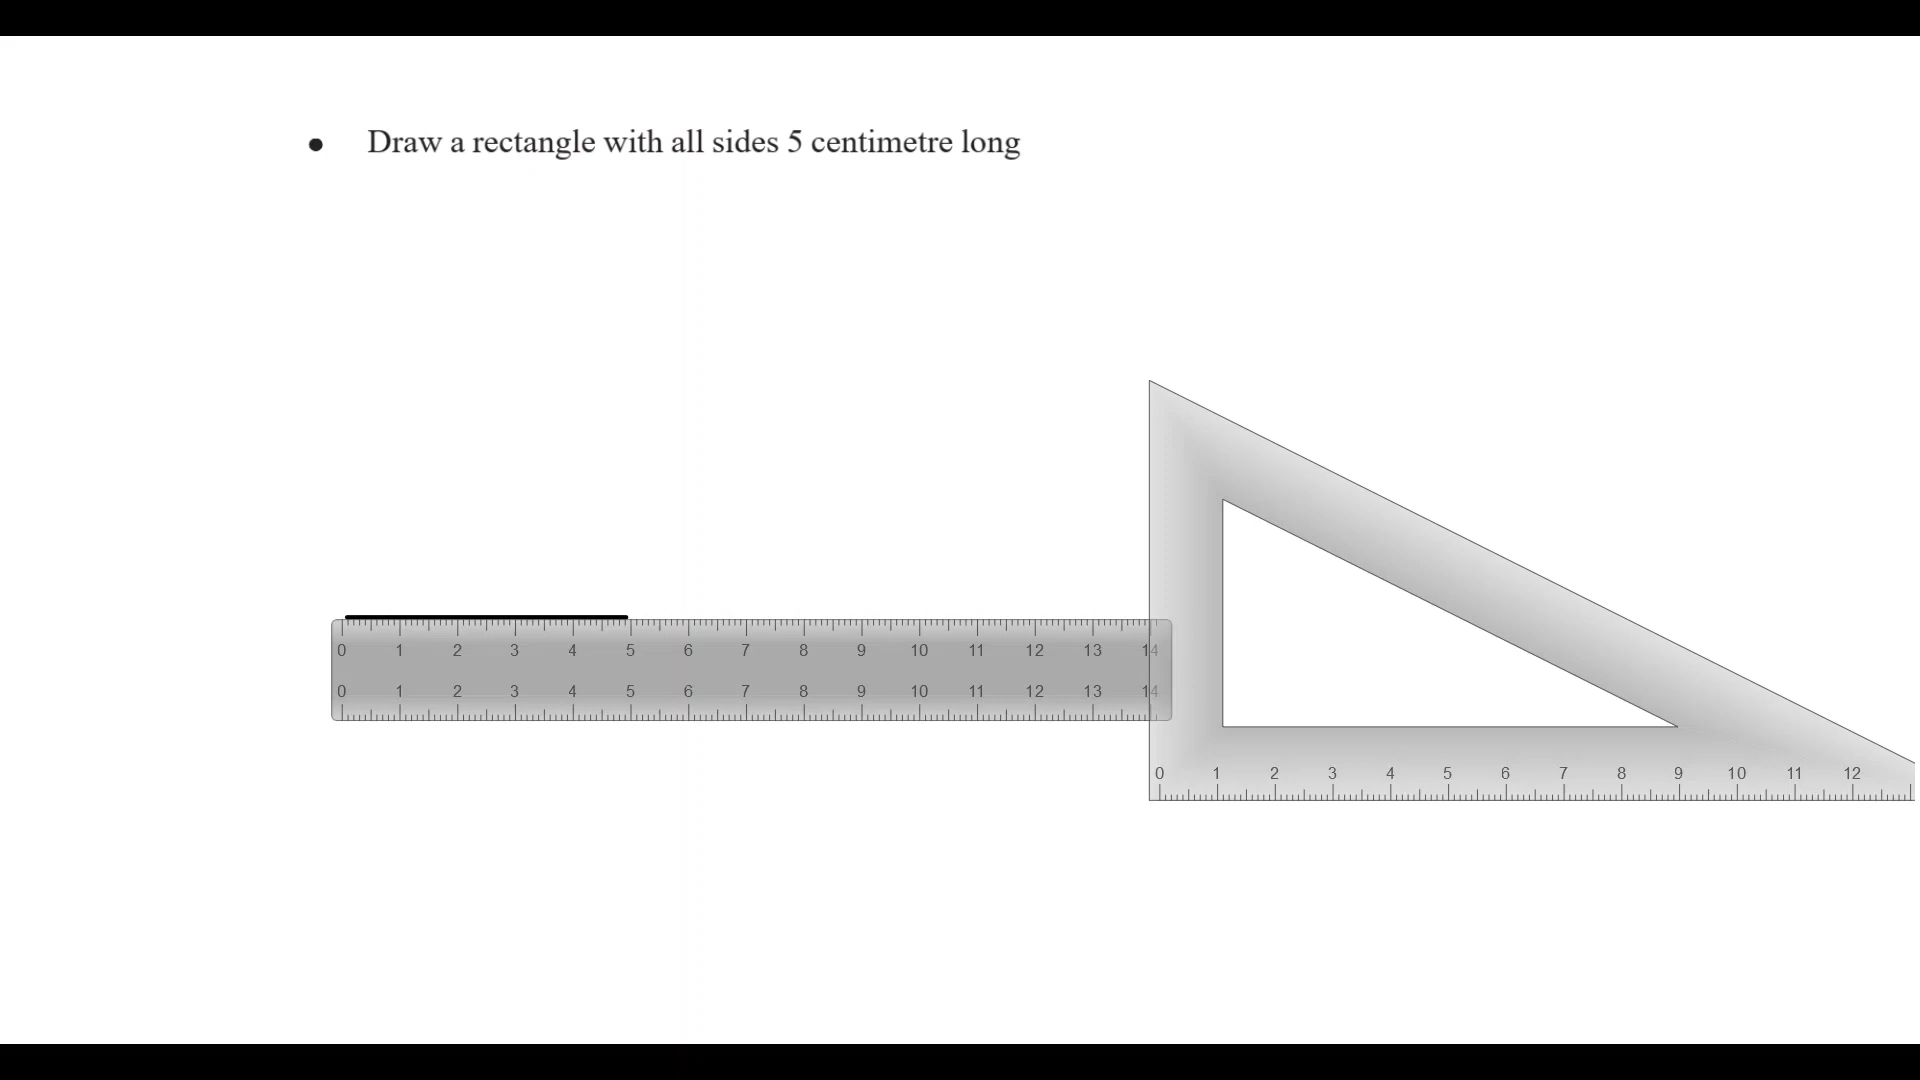 ● Draw a rectangle with all sides 5 centimetre long
0 1 2 3 4 5 6 7 8 9 10 11 12 13 14
0 1 2 3 4 5 6 7 8 9 10 11 12 13 14
0 1 2 3 4 5 6 7 8 9 10 11 12